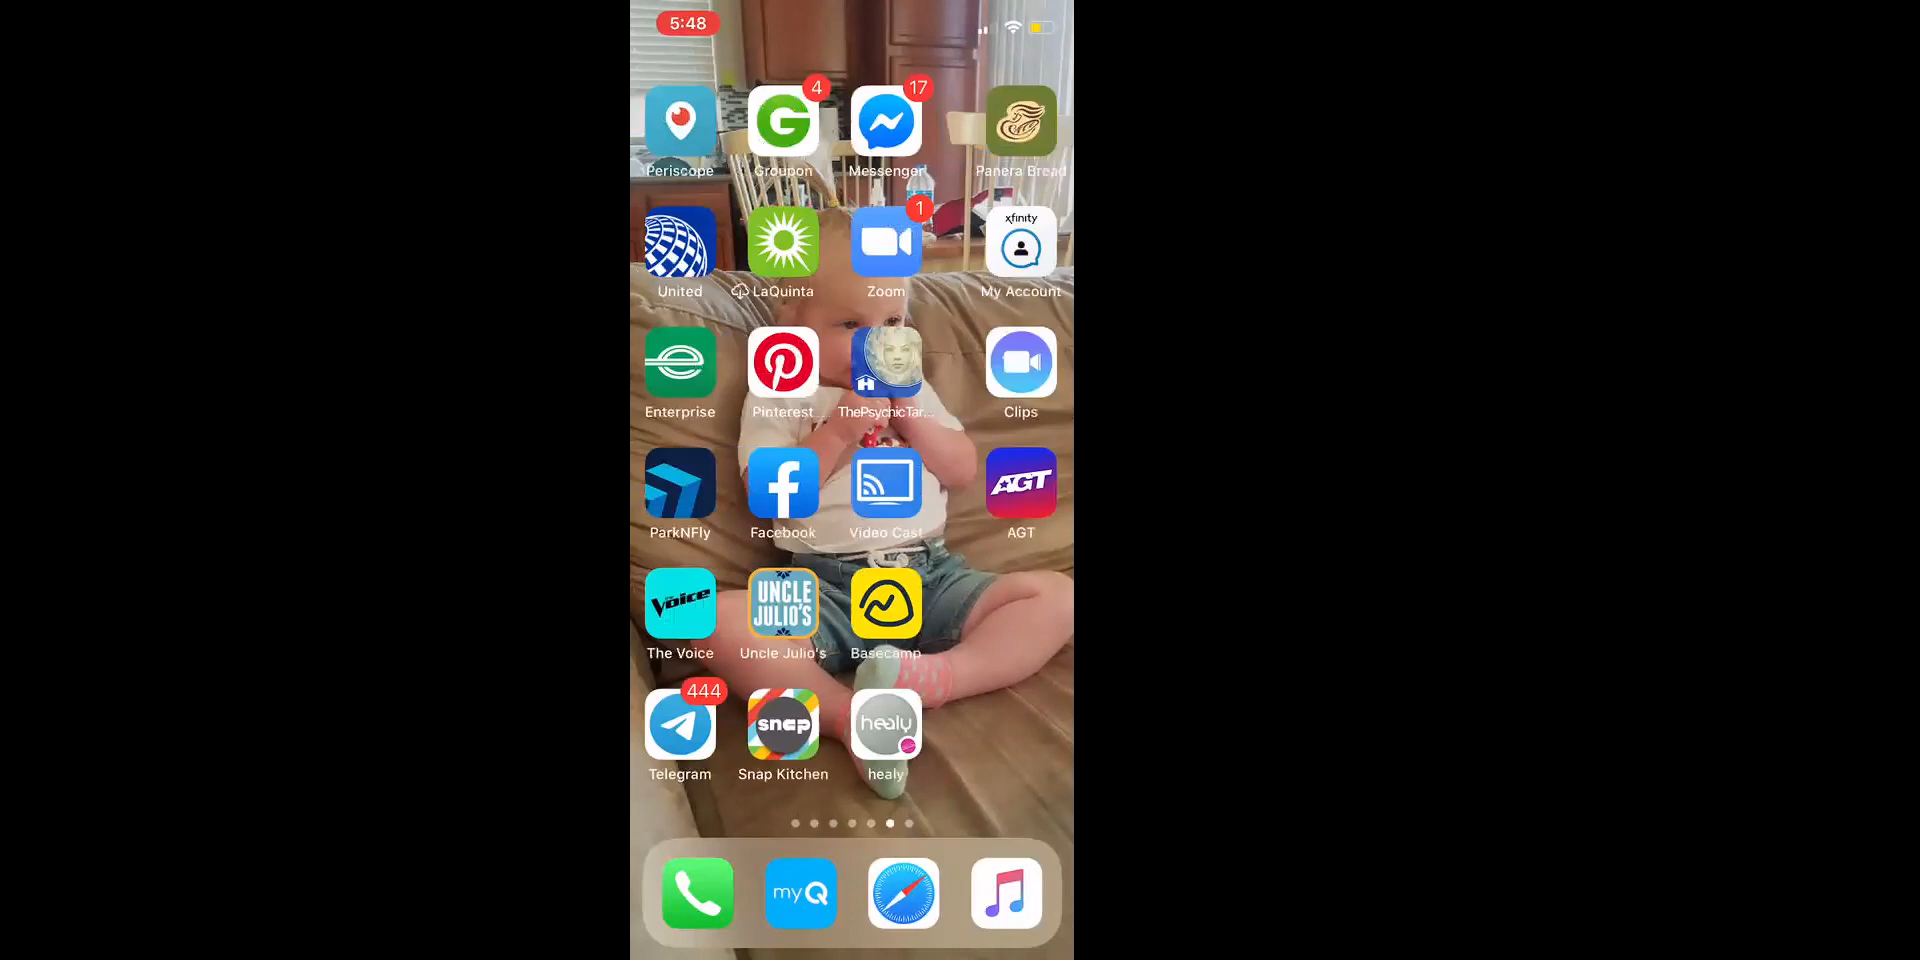 5:48
4
17
Periscope
Groupon
Messenger
Panera Bread
1
xfinity
United
LaQuinta
Zoom
My Account
Enterprise
Pinterest
ThePsychicTar...
Clips
AGT
ParkNFly
Facebook
Video Cast
AGT
the Voice
UNCLE
JULIO'S
The Voice
Uncle Julio's
Basecamp
444
snap
healy
Telegram
Snap Kitchen
healy
myQ